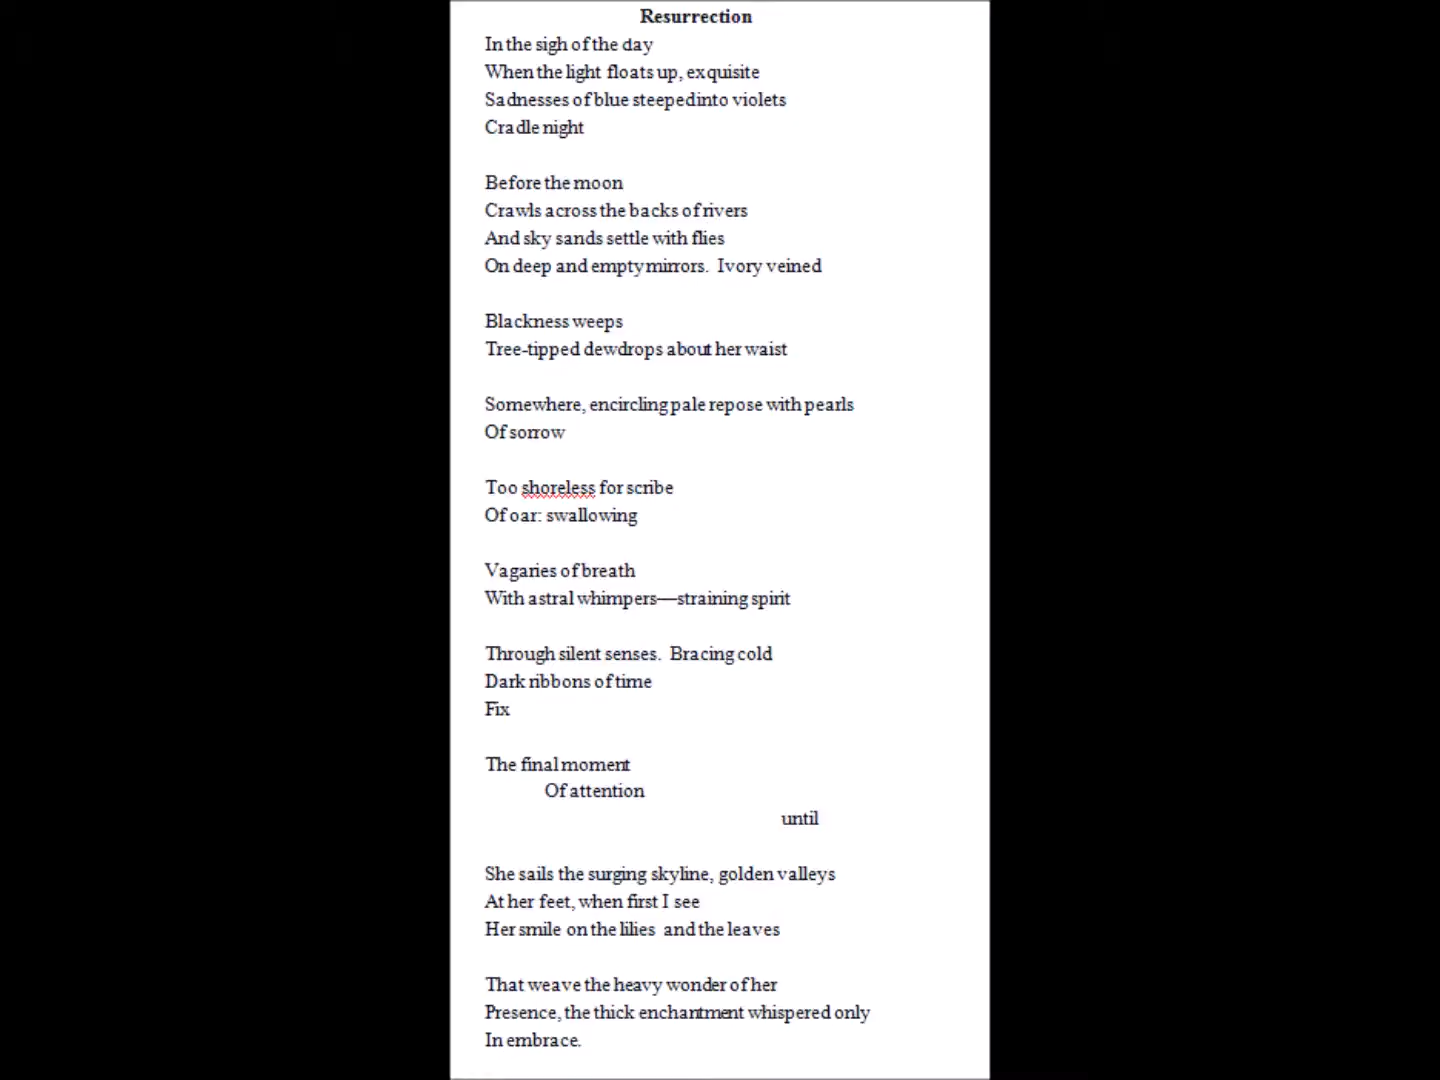 Resurrection
In the sigh of the day
When the light floats up, exquisite
Sadnesses of blue steeped into violets
Cradle night
Before the moon
Crawls across the backs of rivers
And sky sands settle with flies
On deep and empty mirrors.  Ivory veined
Blackness weeps
Tree-tipped dewdrops about her waist
Somewhere, encircling pale repose with pearls
Of sorrow
Too shoreless for scribe
Of oar: swallowing
Vagaries of breath
With astral whimpers—straining spirit
Through silent senses.  Bracing cold
Dark ribbons of time
Fix
The final moment
Of attention
until
She sails the surging skyline, golden valleys
At her feet, when first I see
Her smile on the lilies  and the leaves
That weave the heavy wonder of her
Presence, the thick enchantment whispered only
In embrace.